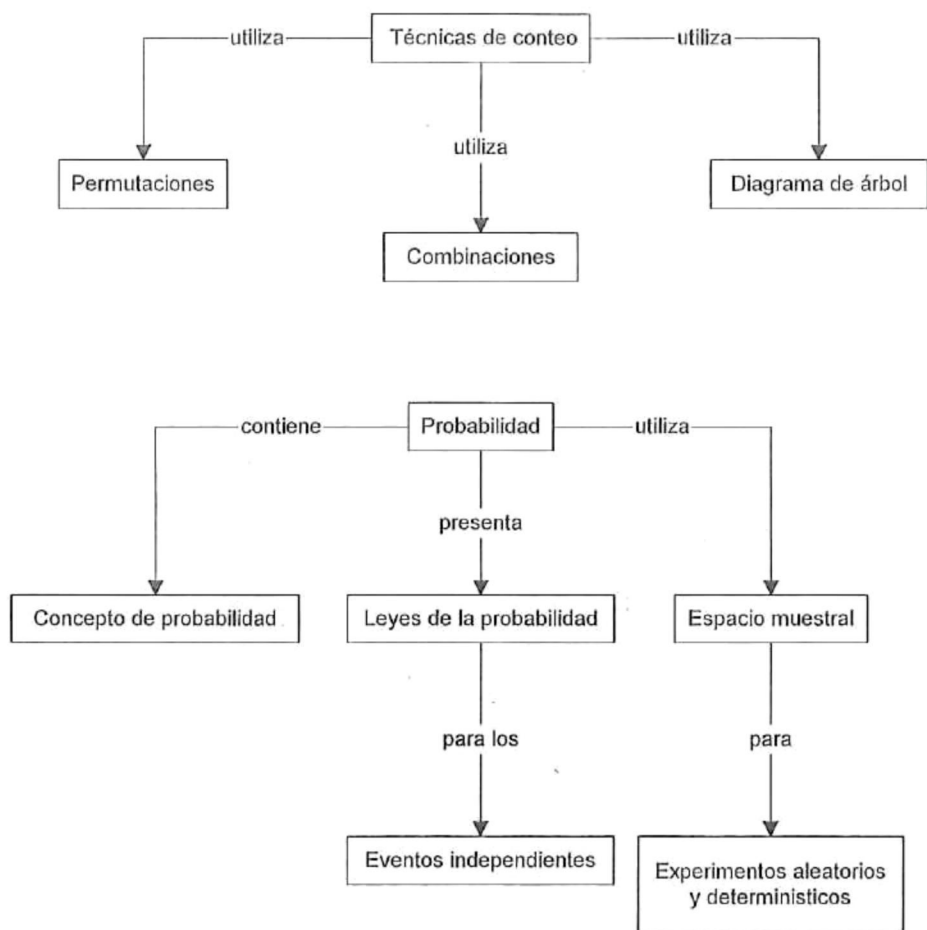 utiliza
Técnicas de conteo
utiliza
utiliza
Permutaciones
Diagrama de árbol
Combinaciones
contiene
Probabilidad
utiliza
presenta
Concepto de probabilidad
Leyes de la probabilidad
Espacio muestral
para los
para
Eventos independientes
Experimentos aleatorios
y determinísticos